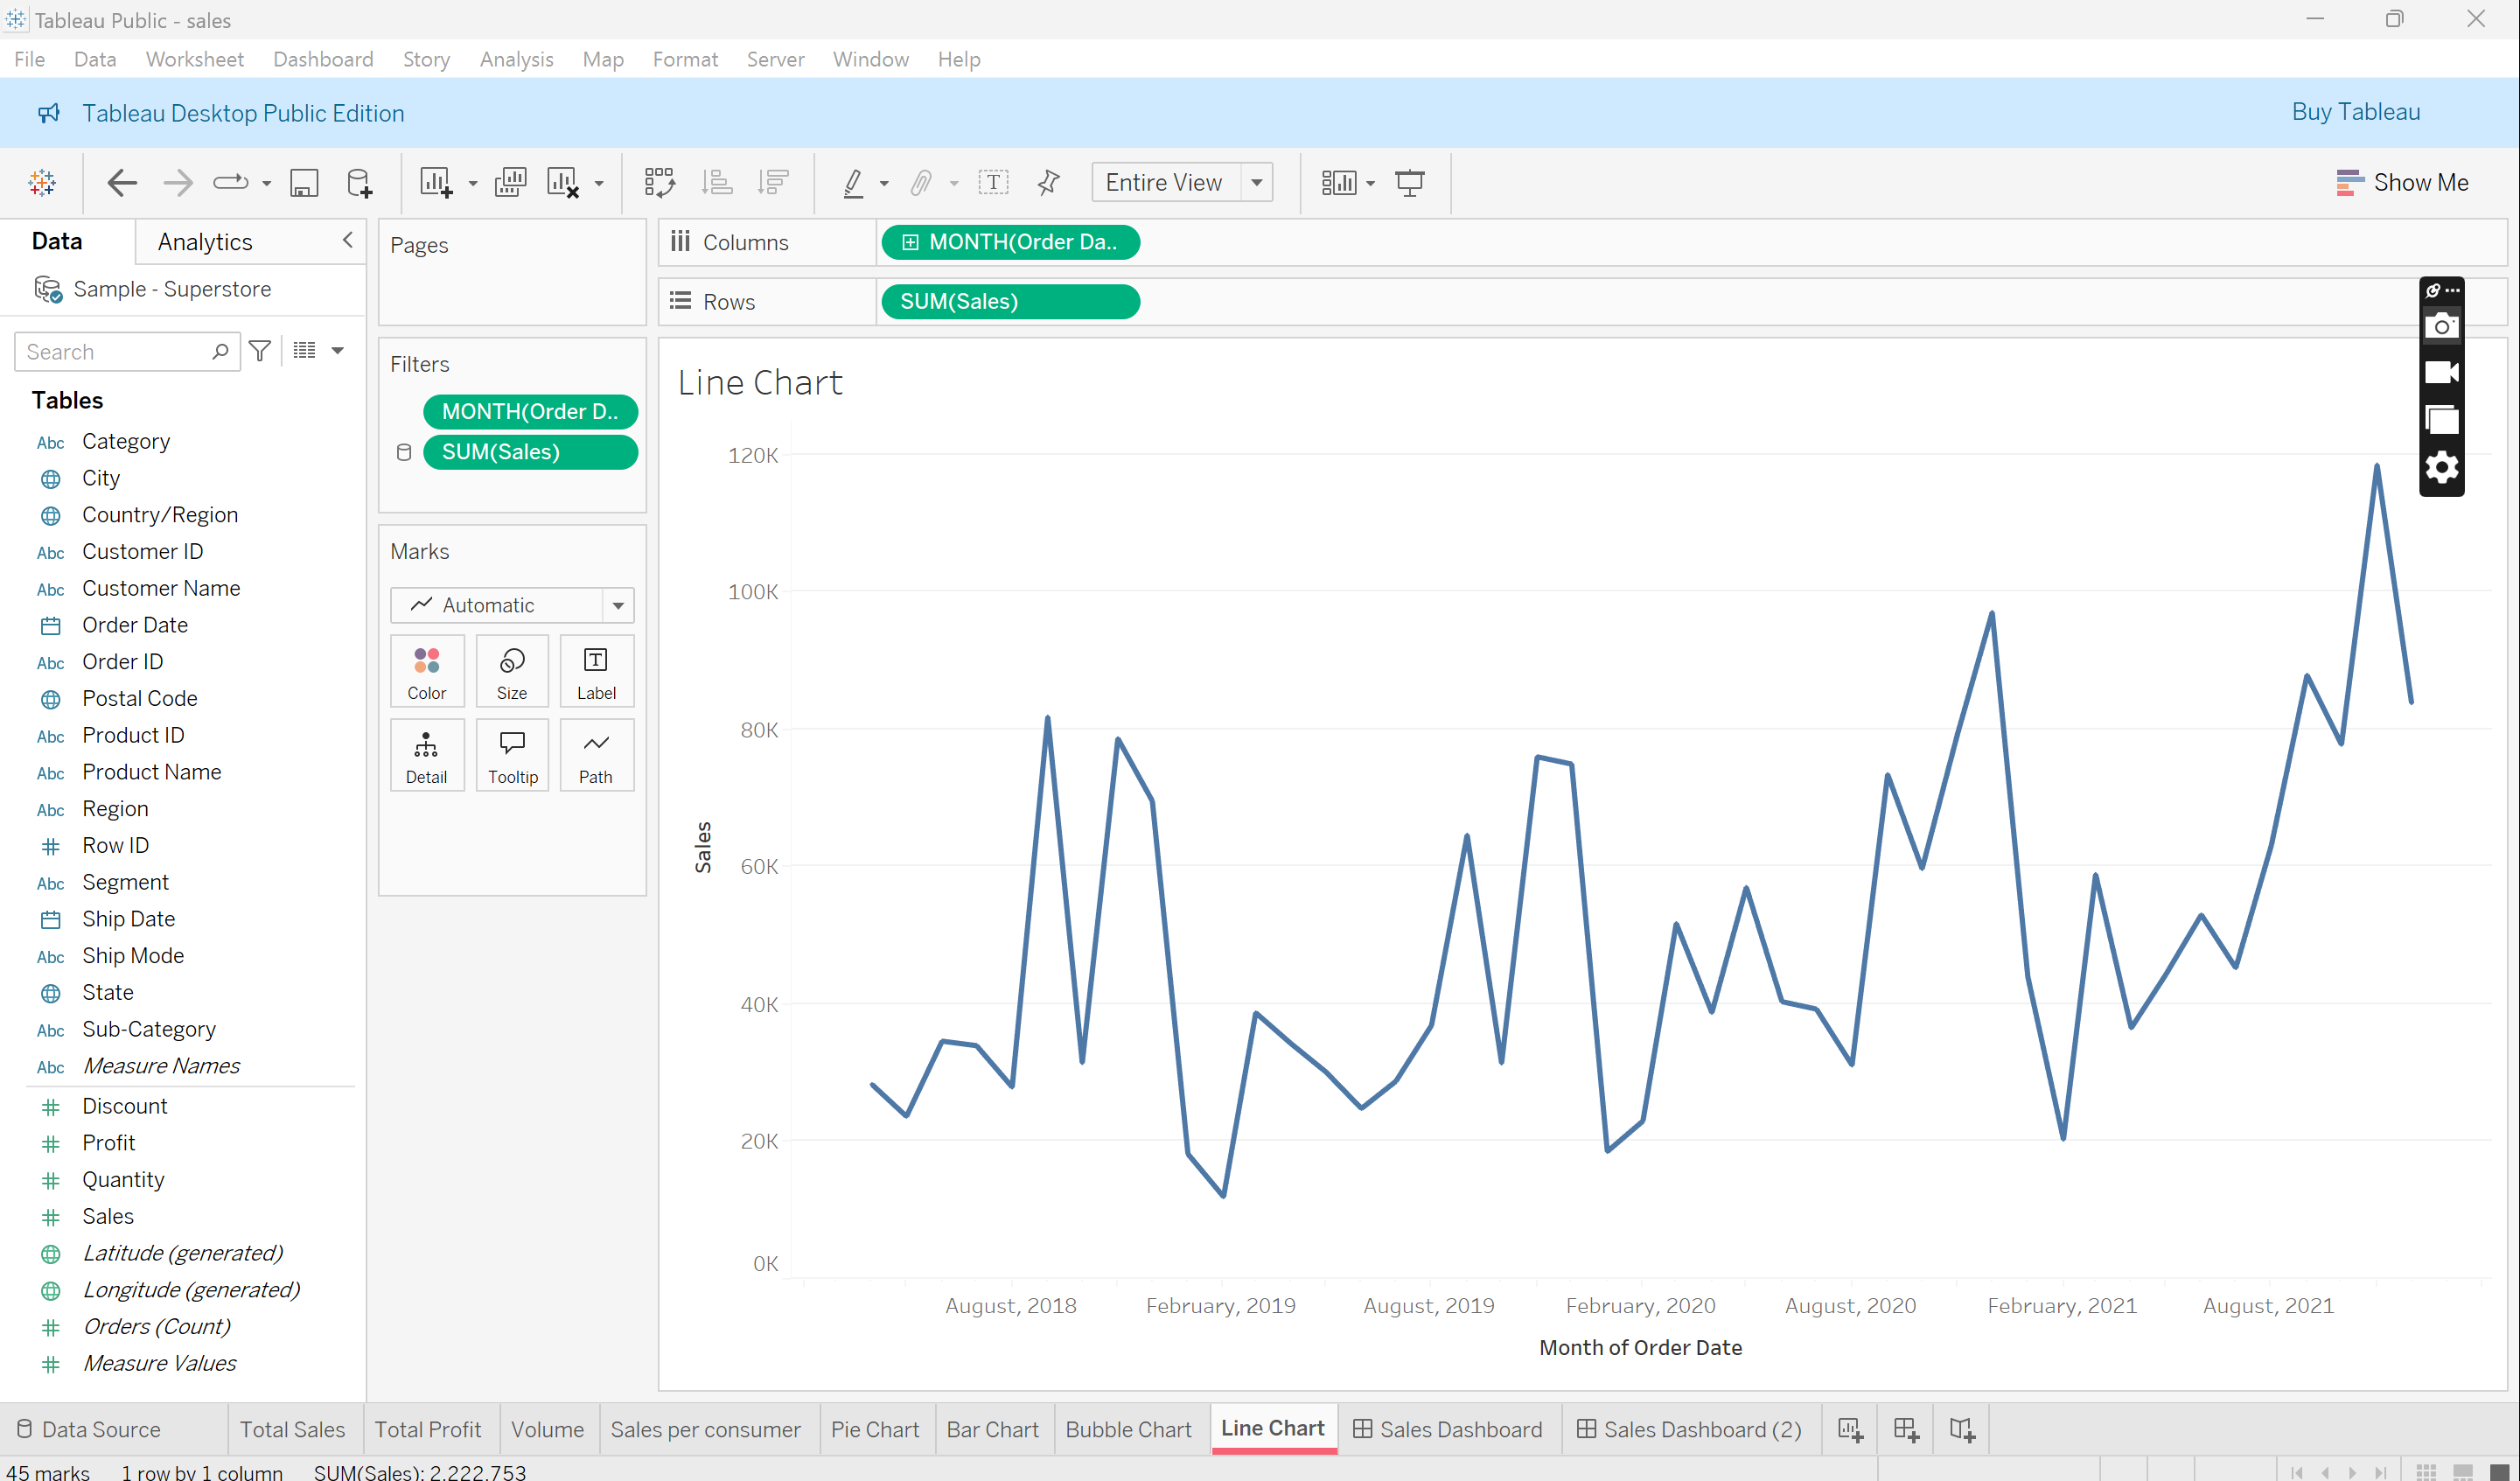 Tableau Public - sales
File Data Worksheet Dashboard Story Analysis Map Format Server Window Help
Tableau Desktop Public Edition
Buy Tableau
Entire View
Show Me
Data
Analytics
Sample - Superstore
Search
Tables
Abc Category
City
Country/Region
Abc Customer ID
Abc Customer Name
Order Date
Abc Order ID
Postal Code
Abc Product ID
Abc Product Name
Abc Region
Row ID
Abc Segment
Ship Date
Abc Ship Mode
State
Abc Sub-Category
Abc Measure Names
Discount
Profit
Quantity
Sales
Latitude (generated)
Longitude (generated)
Orders (Count)
Measure Values
Pages
Filters
MONTH(Order D..
SUM(Sales)
Marks
Automatic
Color Size Label
Detail Tooltip Path
Columns
MONTH(Order Da..
Rows
SUM(Sales)
Line Chart
120K
100K
80K
60K
40K
20K
0K
Sales
August, 2018 February, 2019 August, 2019 February, 2020 August, 2020 February, 2021 August, 2021
Month of Order Date
Data Source Total Sales Total Profit Volume Sales per consumer Pie Chart Bar Chart Bubble Chart Line Chart Sales Dashboard Sales Dashboard (2)
45 marks 1 row by 1 column SUM(Sales): 2,222,753